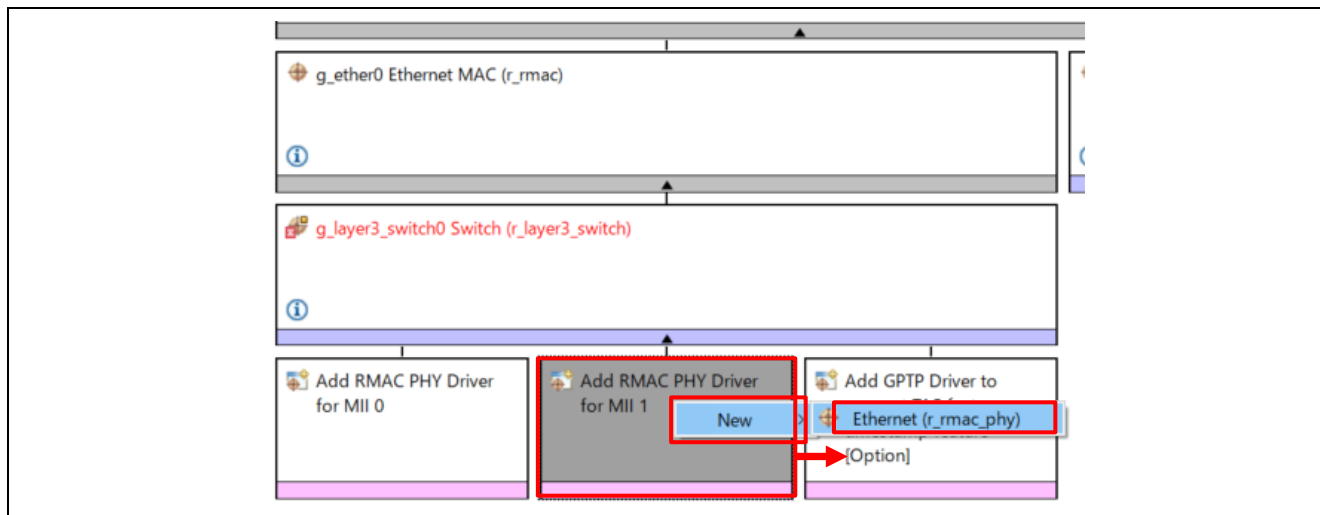 g_ether0 Ethernet MAC (r_rmac)
g_layer3_switch0 Switch (r_layer3_switch)
Add RMAC PHY Driver
for MII 0
Add RMAC PHY Driver
for MII 1
New
Add GPTP Driver to
Ethernet (r_rmac_phy)
[Option]